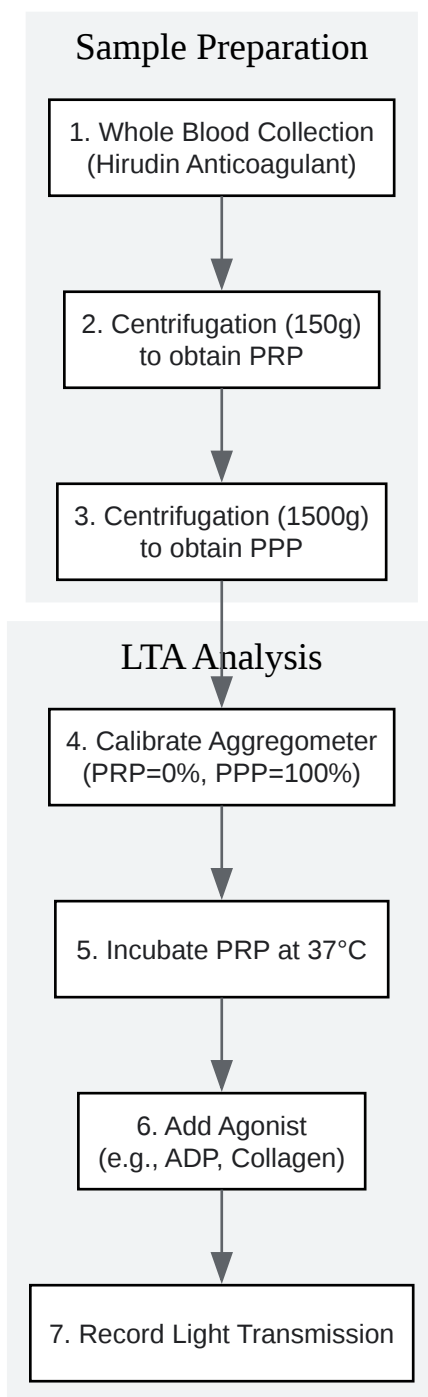 Sample Preparation
1. Whole Blood Collection
(Hirudin Anticoagulant)
2. Centrifugation (150g)
to obtain PRP
3. Centrifugation (1500g)
to obtain PPP
LTA Analysis
4. Calibrate Aggregometer
(PRP=0%, PPP=100%)
5. Incubate PRP at 37°C
6. Add Agonist
(e.g., ADP, Collagen)
7. Record Light Transmission